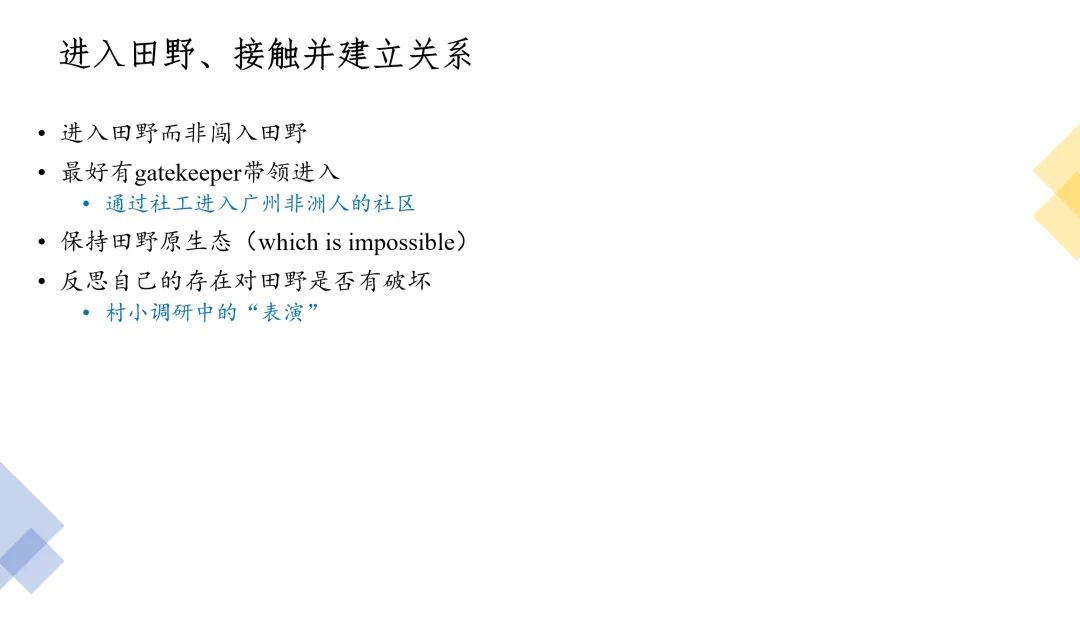 进入田野、接触并建立关系
• 进入田野而非闯入田野
• 最好有gatekeeper带领进入
• 通过社工进入广州非洲人的社区
• 保持田野原生态（which is impossible）
• 反思自己的存在对田野是否有破坏
• 村小调研中的“表演”